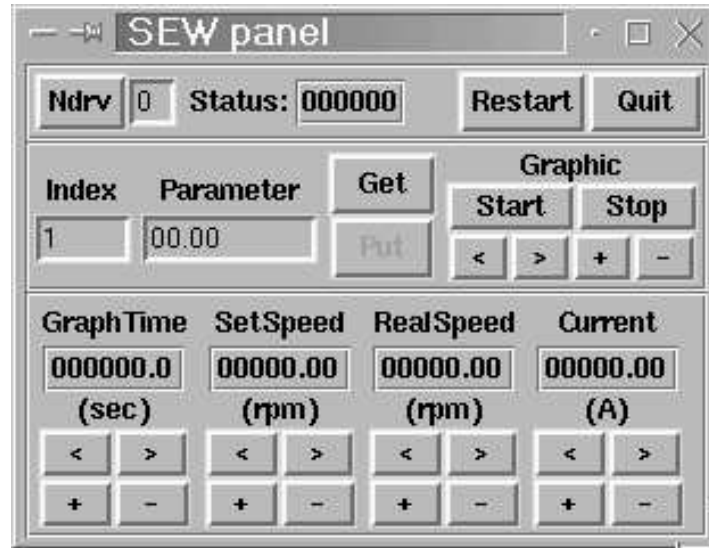 SEW panel
Ndrv 0 Status: 000000 Restart Quit
Index Parameter Get Graphic
Start Stop
1 00.00 Put < > + -
GraphTime SetSpeed RealSpeed Current
000000.0 00000.00 00000.00 00000.00
(sec) (rpm) (rpm) (A)
< > < > < > < >
+ - + - + - + -